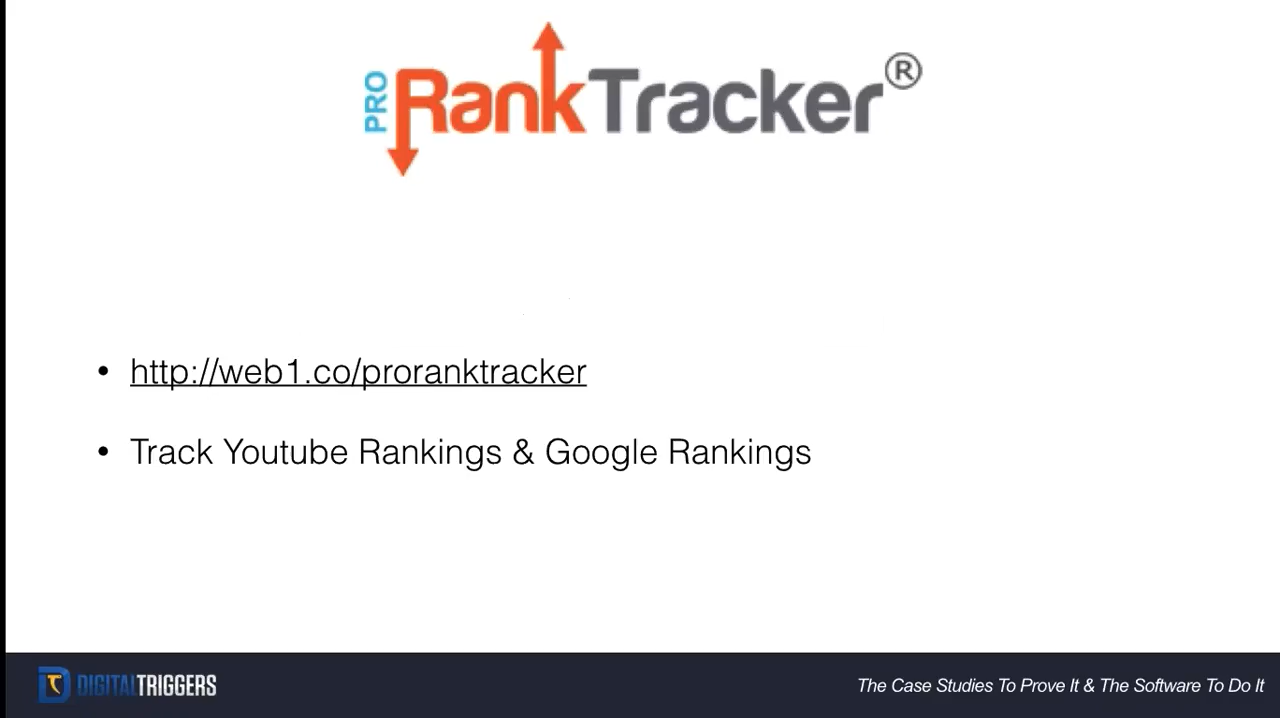 PRO RankTracker®
• http://web1.co/proranktracker
• Track Youtube Rankings & Google Rankings
DIGITALTRIGGERS
The Case Studies To Prove It & The Software To Do It